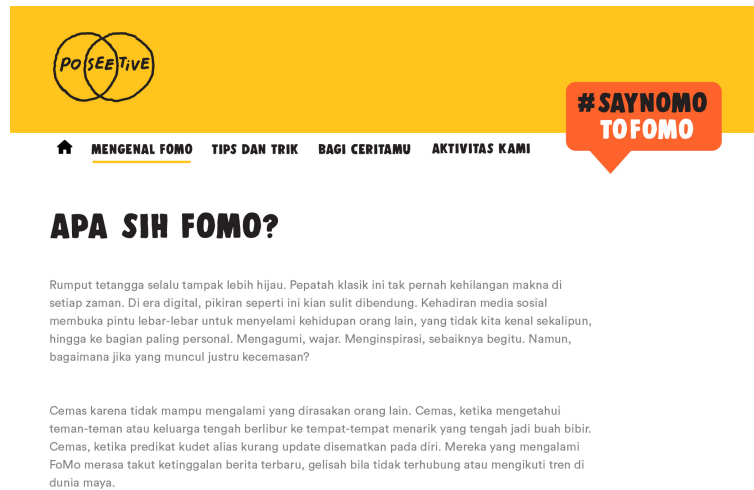 POSEETIVE
#SAYNOMO
TOFOMO
MENGENAL FOMO TIPS DAN TRIK BAGI CERITAMU AKTIVITAS KAMI
APA SIH FOMO?
Rumput tetangga selalu tampak lebih hijau. Pepatah klasik ini tak pernah kehilangan makna di
setiap zaman. Di era digital, pikiran seperti ini kian sulit dibendung. Kehadiran media sosial
membuka pintu lebar-lebar untuk menyelami kehidupan orang lain, yang tidak kita kenal sekalipun,
hingga ke bagian paling personal. Mengagumi, wajar. Menginspirasi, sebaiknya begitu. Namun,
bagaimana jika yang muncul justru kecemasan?
Cemas karena tidak mampu mengalami yang dirasakan orang lain. Cemas, ketika mengetahui
teman-teman atau keluarga tengah berlibur ke tempat-tempat menarik yang tengah jadi buah bibir.
Cemas, ketika predikat kudet alias kurang update disematkan pada diri. Mereka yang mengalami
FoMo merasa takut ketinggalan berita terbaru, gelisah bila tidak terhubung atau mengikuti tren di
dunia maya.